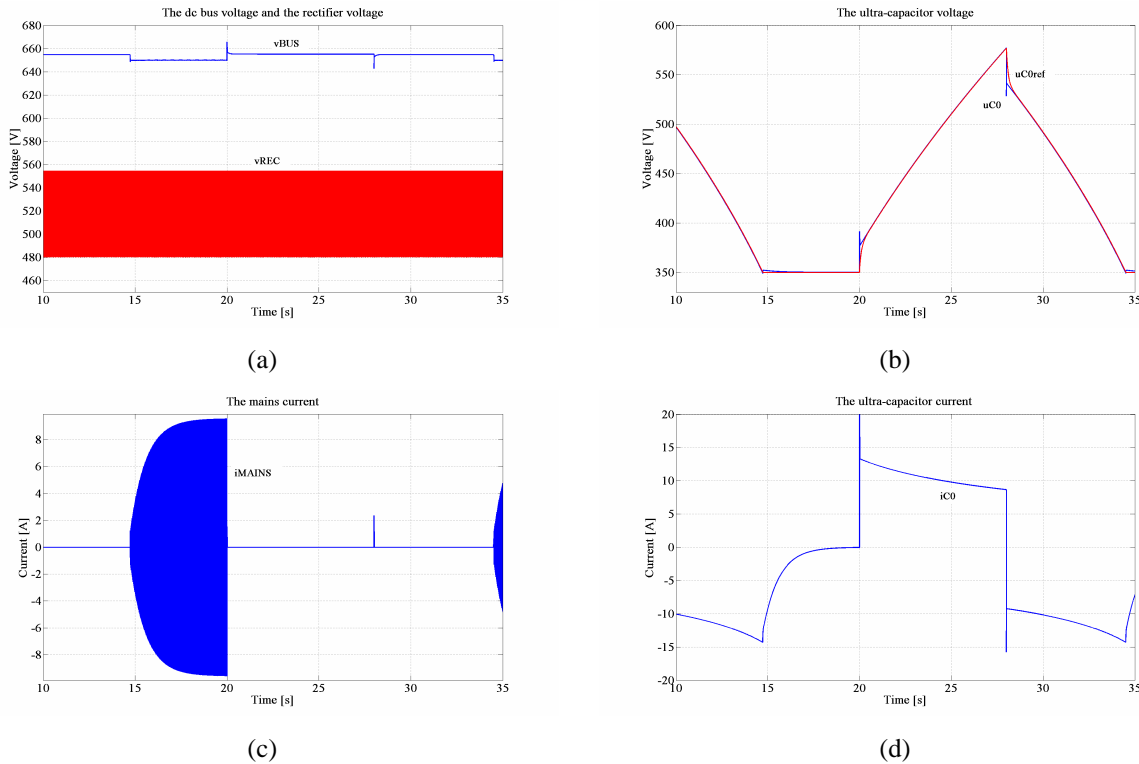 The dc bus voltage and the rectifier voltage
680
660
640
620
600
580
560
540
520
500
480
460
Voltage [V]
vBUS
vREC
10
15
20
25
30
35
Time [s]
(a)
The ultra-capacitor voltage
600
550
500
450
400
350
Voltage [V]
uC0ref
uC0
10
15
20
25
30
35
Time [s]
(b)
The mains current
8
6
4
2
0
-2
-4
-6
-8
Current [A]
iMAINS
10
15
20
25
30
35
Time [s]
(c)
The ultra-capacitor current
20
15
10
5
0
-5
-10
-15
-20
Current [A]
iC0
10
15
20
25
30
35
Time [s]
(d)